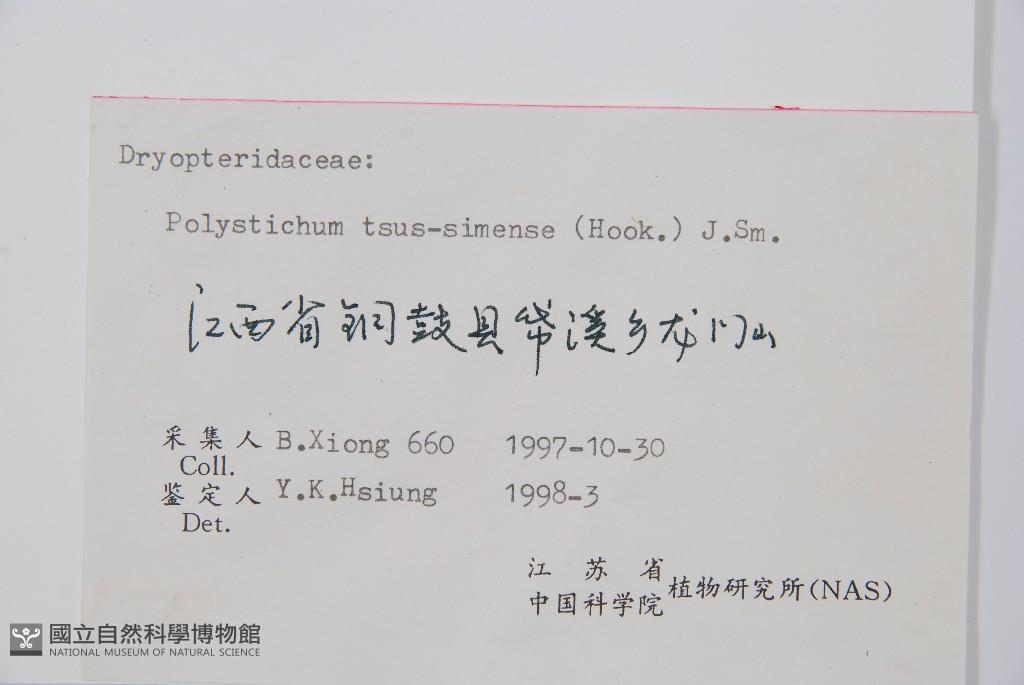 Dryopteridaceae:
Polystichum tsus-simense (Hook.) J.Sm.
江西省铜鼓县带溪乡龙门山
采集人 B.Xiong 660 1997-10-30
Coll.
鉴定人 Y.K.Hsiung 1998-3
Det.
江苏省
中国科学院 植物研究所(NAS)
國立自然科學博物館
NATIONAL MUSEUM OF NATURAL SCIENCE